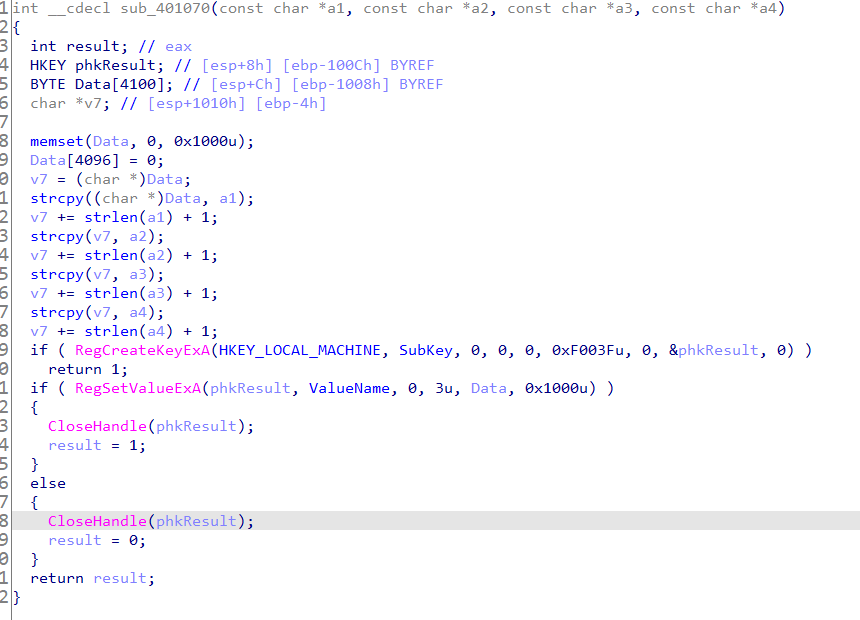 1 int __cdecl sub_401070(const char *a1, const char *a2, const char *a3, const char *a4)
2 {
3 int result; // eax
4 HKEY phkResult; // [esp+8h] [ebp-100Ch] BYREF
5 BYTE Data[4100]; // [esp+Ch] [ebp-1008h] BYREF
6 char *v7; // [esp+1010h] [ebp-4h]
7
8 memset(Data, 0, 0x1000u);
9 Data[4096] = 0;
0 v7 = (char *)Data;
1 strcpy((char *)Data, a1);
2 v7 += strlen(a1) + 1;
3 strcpy(v7, a2);
4 v7 += strlen(a2) + 1;
5 strcpy(v7, a3);
6 v7 += strlen(a3) + 1;
7 strcpy(v7, a4);
8 v7 += strlen(a4) + 1;
9 if ( RegCreateKeyExA(HKEY_LOCAL_MACHINE, SubKey, 0, 0, 0, 0xF003Fu, 0, &phkResult, 0) )
0 return 1;
1 if ( RegSetValueExA(phkResult, ValueName, 0, 3u, Data, 0x1000u) )
2 {
3 CloseHandle(phkResult);
4 result = 1;
5 }
6 else
7 {
8 CloseHandle(phkResult);
9 result = 0;
0 }
1 return result;
2 }